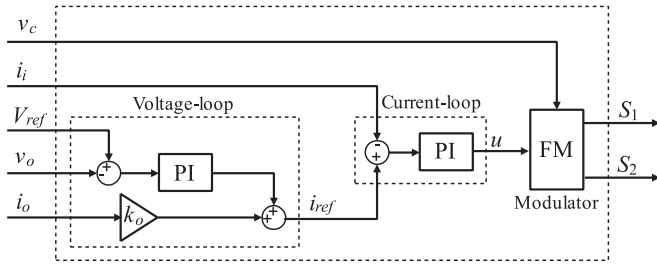 v_c
i_i
Voltage-loop
Current-loop
V_ref
S_1
-
+
-
+
PI
u
FM
v_o
-
PI
S_2
+
i_o
k_o
+
i_ref
Modulator